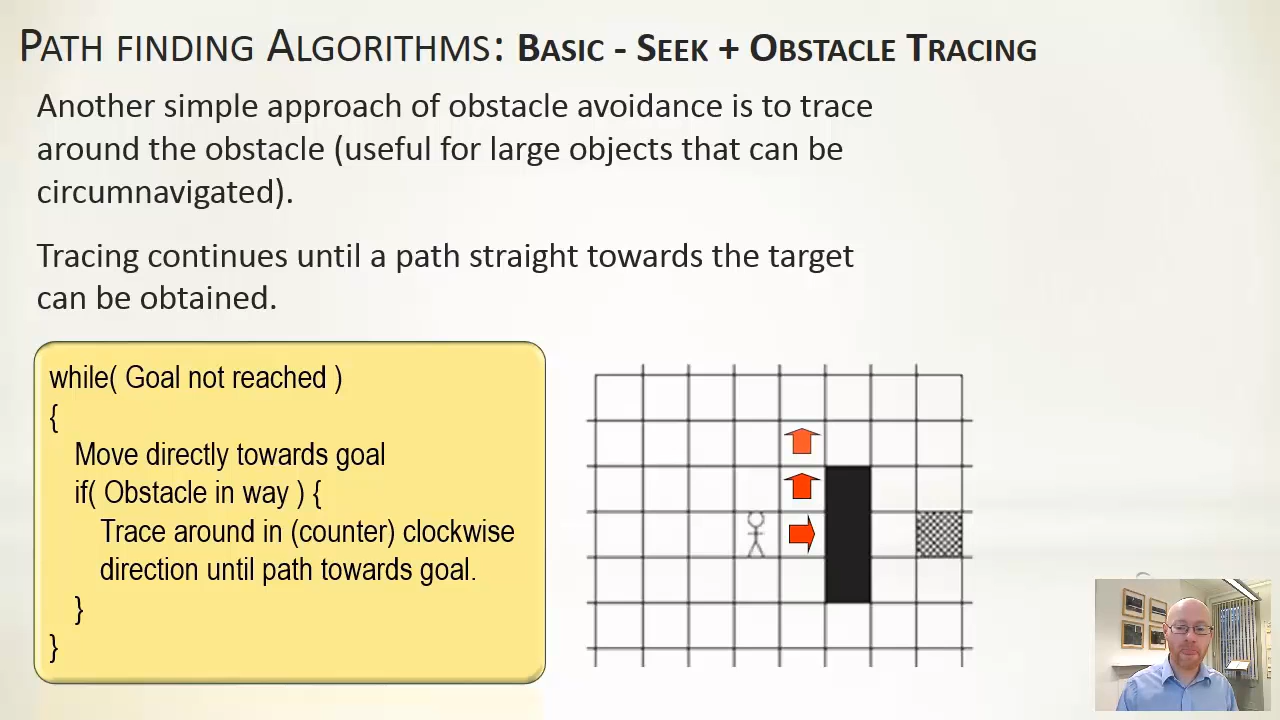 PATH FINDING ALGORITHMS: BASIC - SEEK + OBSTACLE TRACING
Another simple approach of obstacle avoidance is to trace
around the obstacle (useful for large objects that can be
circumnavigated).
Tracing continues until a path straight towards the target
can be obtained.
while( Goal not reached )
{
Move directly towards goal
if( Obstacle in way ) {
Trace around in (counter) clockwise
direction until path towards goal.
}
}